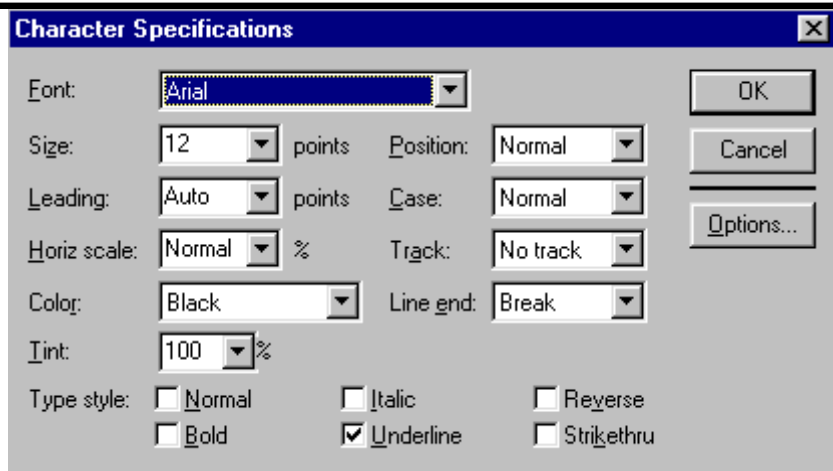 Character Specifications
Font: Arial OK
Size: 12 points Position: Normal Cancel
Leading: Auto points Case: Normal
Options...
Horiz scale: Normal % Track: No track
Color: Black Line end: Break
Tint: 100 %
Type style: Normal Italic Reverse
Bold Underline Strikethru